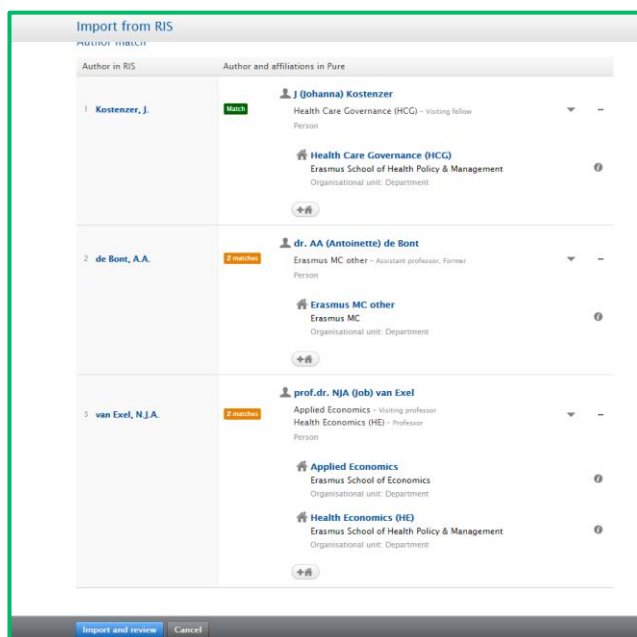 Import from RIS
Author match
Author in RIS
Author and affiliations in Pure
1 Kostenzer, J.
Match
J (Johanna) Kostenzer
Health Care Governance (HCG) – Visiting fellow
Person
Health Care Governance (HCG)
Erasmus School of Health Policy & Management
Organisational unit: Department
2 de Bont, A.A.
2 matches
dr. AA (Antoinette) de Bont
Erasmus MC other – Assistant professor, Former
Person
Erasmus MC other
Erasmus MC
Organisational unit: Department
3 van Exel, N.J.A.
2 matches
prof.dr. NJA (Job) van Exel
Applied Economics – Visiting professor
Health Economics (HE) – Professor
Person
Applied Economics
Erasmus School of Economics
Organisational unit: Department
Health Economics (HE)
Erasmus School of Health Policy & Management
Organisational unit: Department
Import and review
Cancel